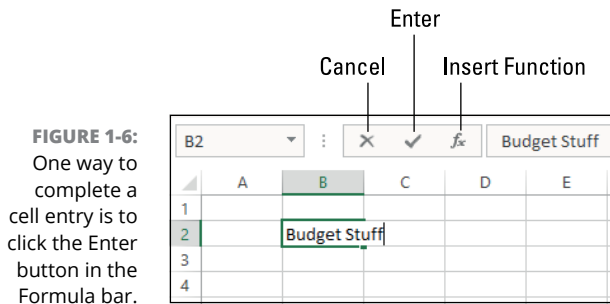 Enter
Cancel Insert Function
FIGURE 1-6:
One way to
complete a
cell entry is to
click the Enter
button in the
Formula bar.
B2 fx Budget Stuff
A B C D E
1
2 Budget Stuff
3
4